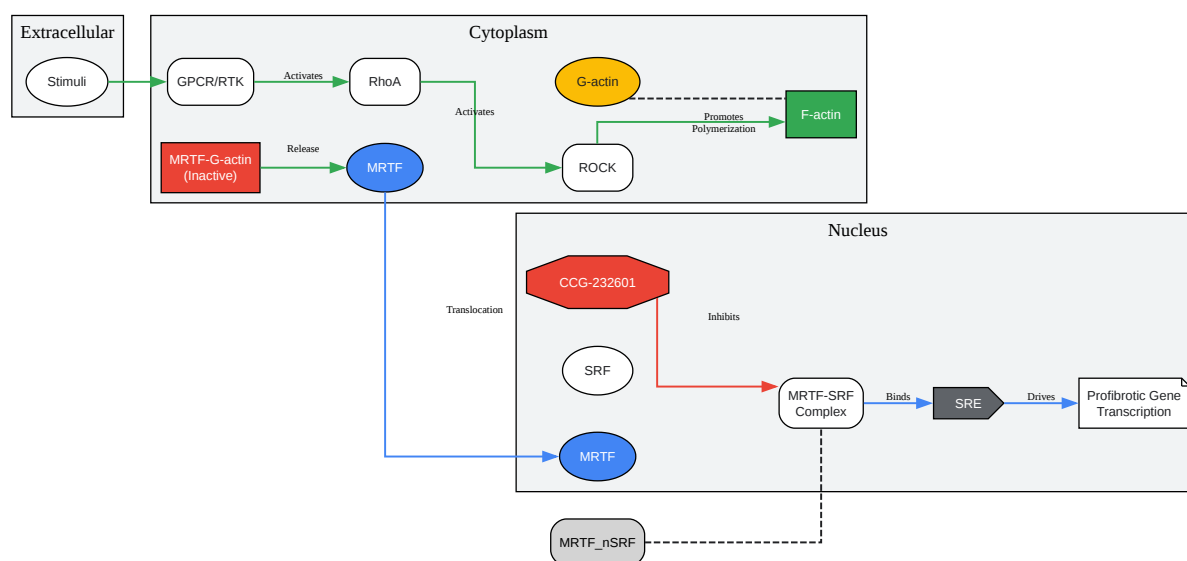 Extracellular
Cytoplasm
Stimuli
GPCR/RTK
Activates
RhoA
G-actin
Activates
F-actin
Promotes
Polymerization
MRTF-G-actin
(Inactive)
Release
MRTF
ROCK
Nucleus
CCG-232601
Translocation
Inhibits
SRF
MRTF-SRF
Complex
Binds
SRE
Drives
Profibrotic Gene
Transcription
MRTF
MRTF_nSRF